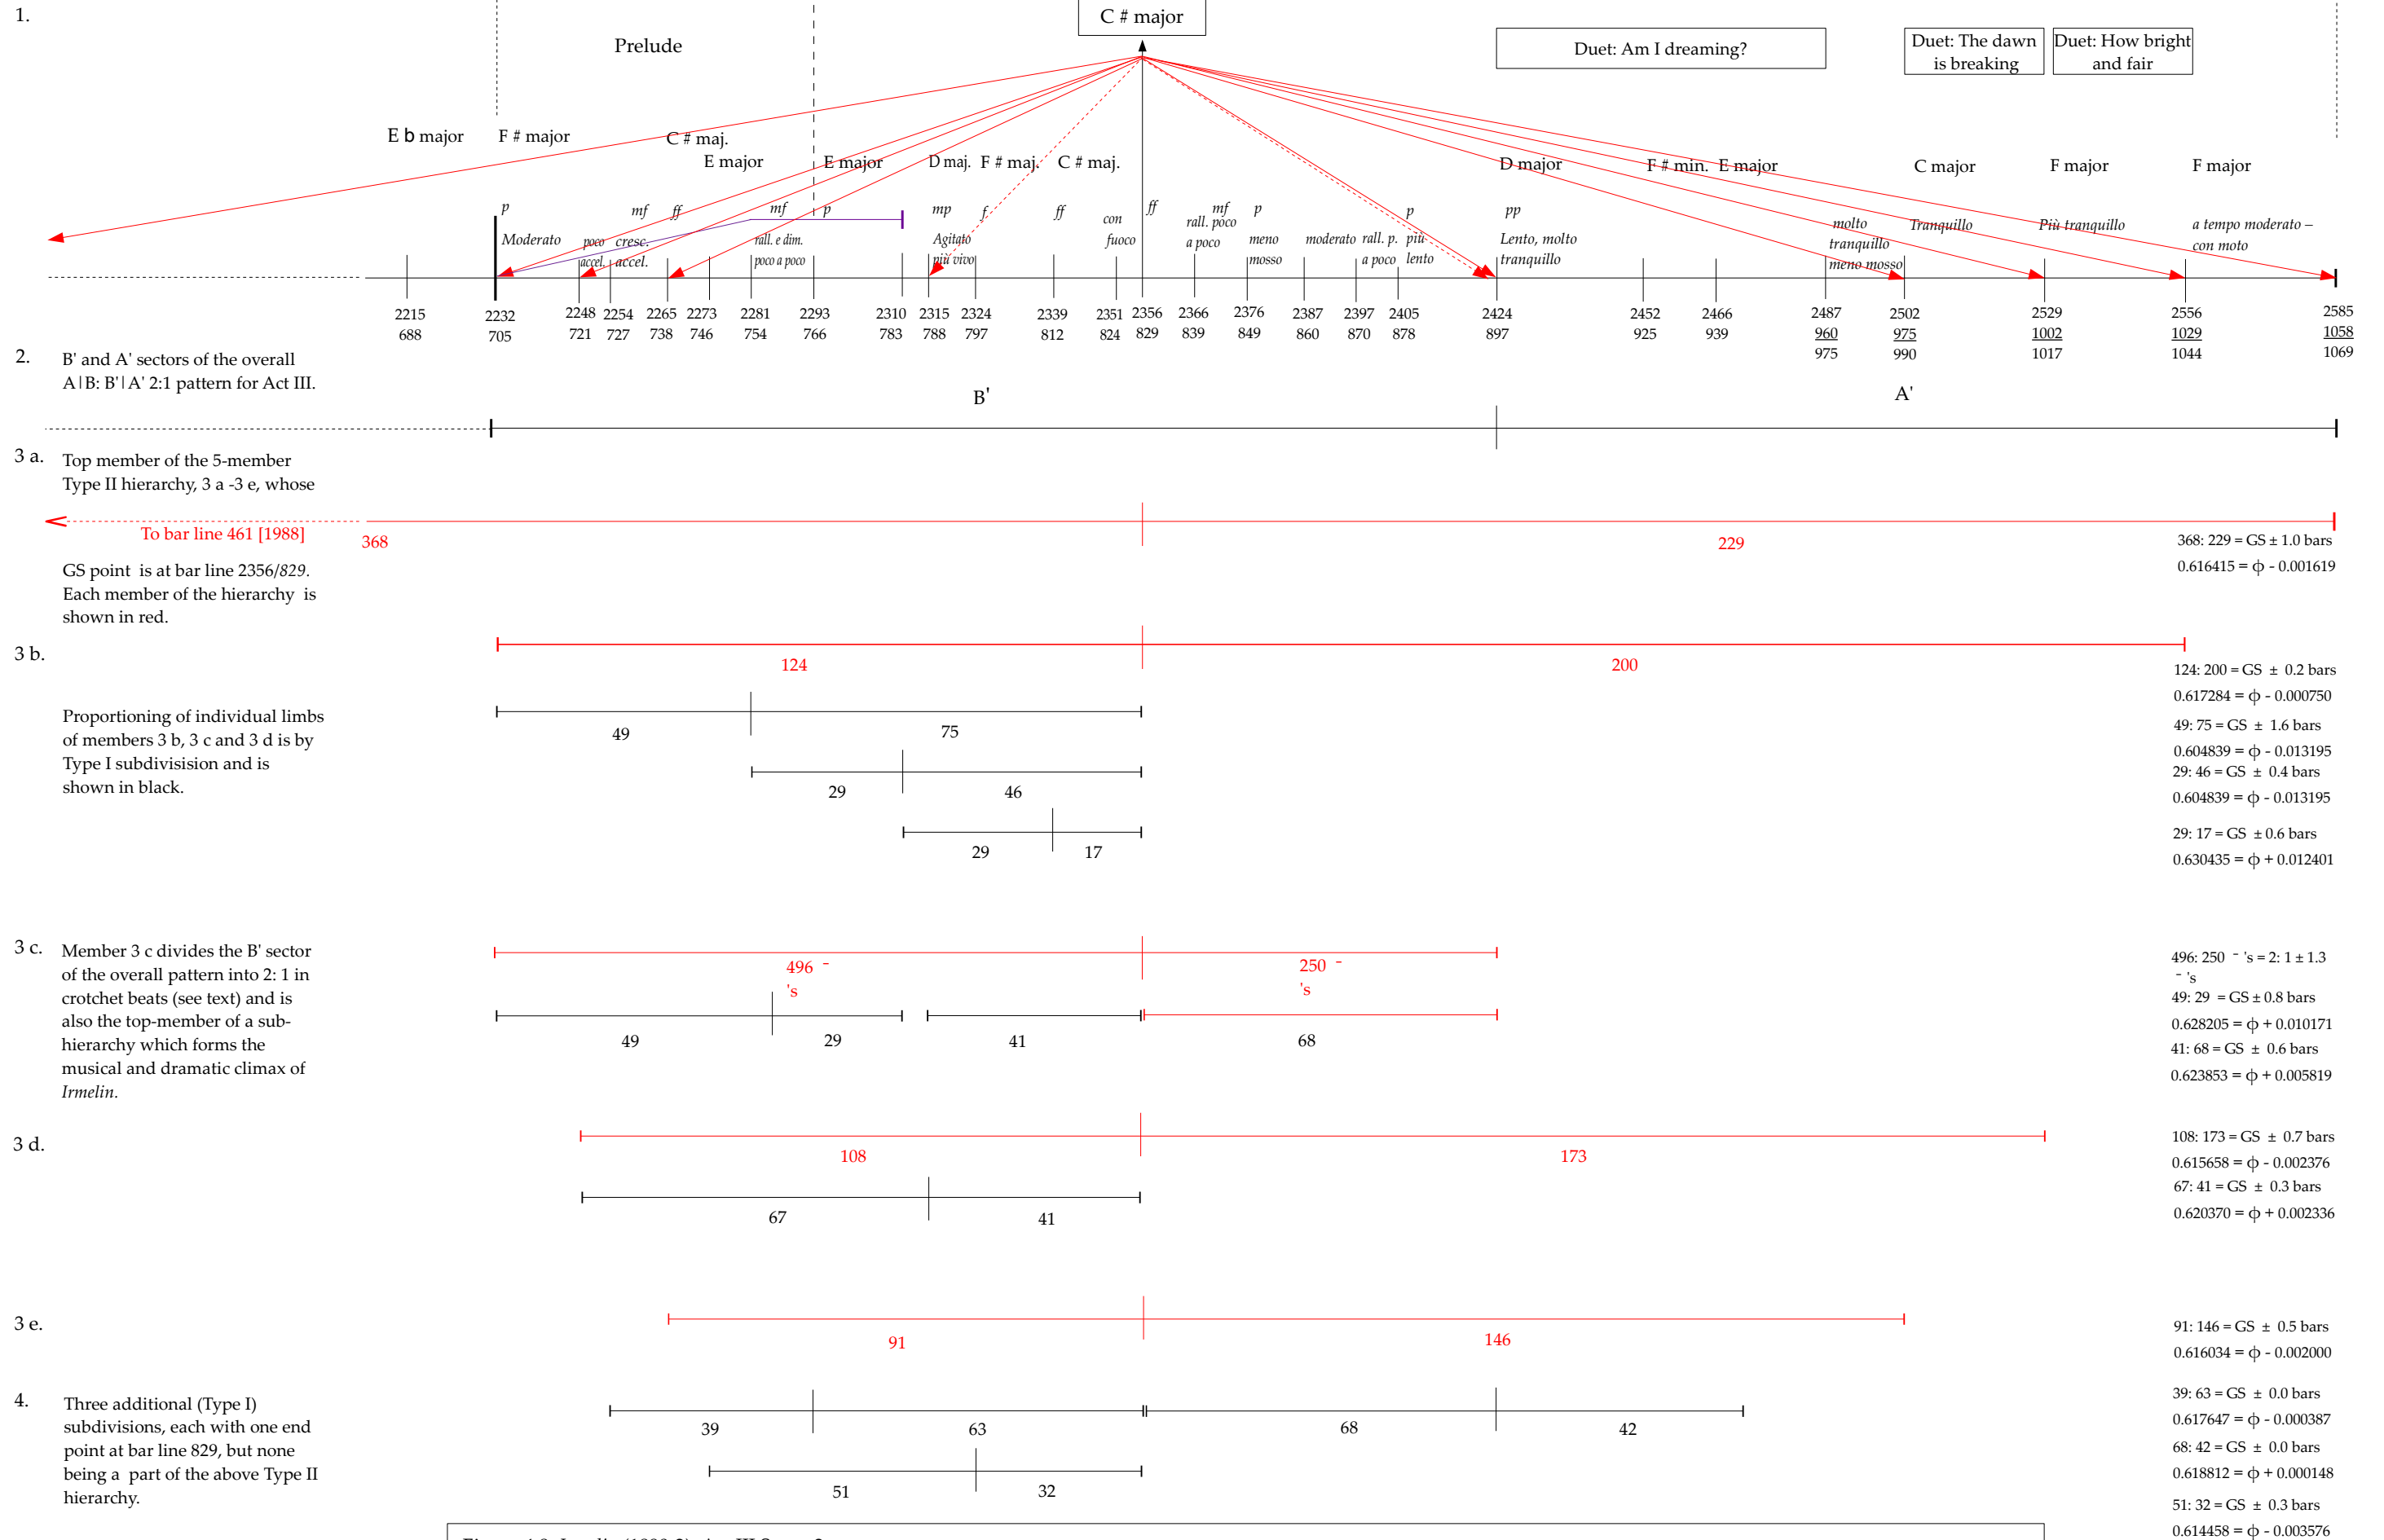 1.
C # major
Prelude
Duet: Am I dreaming?
Duet: The dawn
is breaking
Duet: How bright
and fair
E b major
F # major
C # maj.
E major
E major
D maj.
F # maj.
C # maj.
D major
F # min.
E major
C major
F major
F major
p
mf
ff
mf
p
mp
f
ff
con
fuoco
ff
rall. poco
a poco
mf
p
p
pp
Moderato
poco
accel.
cresc.
accel.
rall. e dim.
poco a poco
Agitato
più vivo
meno
mosso
moderato
rall. p.
a poco
più
lento
Lento, molto
tranquillo
molto
tranquillo
meno mosso
Tranquillo
Più tranquillo
a tempo moderato –
con moto
2215 2232 2248 2254 2265 2273 2281 2293 2310 2315 2324 2339 2351 2356 2366 2376 2387 2397 2405 2424 2452 2466 2487 2502 2529 2556 2585
688 705 721 727 738 746 754 766 783 788 797 812 824 829 839 849 860 870 878 897 925 939 960 975 1002 1029 1058
975 990 1017 1044 1069
2.
B' and A' sectors of the overall
A|B: B'|A' 2:1 pattern for Act III.
B'
A'
3 a.
Top member of the 5-member
Type II hierarchy, 3 a -3 e, whose
To bar line 461 [1988]
368
229
368: 229 = GS ± 1.0 bars
0.616415 = ϕ - 0.001619
GS point is at bar line 2356/829.
Each member of the hierarchy is
shown in red.
3 b.
124
200
124: 200 = GS ± 0.2 bars
0.617284 = ϕ - 0.000750
Proportioning of individual limbs
of members 3 b, 3 c and 3 d is by
Type I subdivisision and is
shown in black.
49
75
49: 75 = GS ± 1.6 bars
0.604839 = ϕ - 0.013195
29
46
29: 46 = GS ± 0.4 bars
0.604839 = ϕ - 0.013195
29
17
29: 17 = GS ±0.6 bars
0.630435 = ϕ + 0.012401
3 c.
Member 3 c divides the B' sector
of the overall pattern into 2: 1 in
crotchet beats (see text) and is
also the top-member of a sub-
hierarchy which forms the
musical and dramatic climax of
Irmelin.
496 ¯
's
250 ¯
's
496: 250 ¯ 's = 2: 1 ± 1.3
¯ 's
49
29
41
68
49: 29 = GS ± 0.8 bars
0.628205 = ϕ + 0.010171
41: 68 = GS ± 0.6 bars
0.623853 = ϕ + 0.005819
3 d.
108
173
108: 173 = GS ± 0.7 bars
0.615658 = ϕ - 0.002376
67
41
67: 41 = GS ± 0.3 bars
0.620370 = ϕ + 0.002336
3 e.
91
146
91: 146 = GS ± 0.5 bars
0.616034 = ϕ - 0.002000
4.
Three additional (Type I)
subdivisions, each with one end
point at bar line 829, but none
being a part of the above Type II
hierarchy.
39
63
68
42
39: 63 = GS ± 0.0 bars
0.617647 = ϕ - 0.000387
68: 42 = GS ± 0.0 bars
0.618812 = ϕ + 0.000148
51
32
51: 32 = GS ± 0.3 bars
0.614458 = ϕ - 0.003576